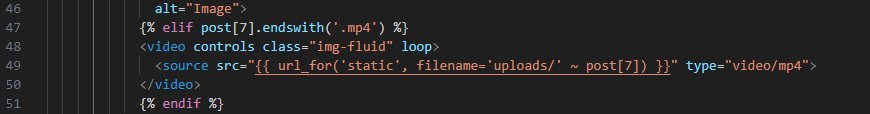 46 alt="Image">
47 {% elif post[7].endswith('.mp4') %}
48 <video controls class="img-fluid" loop>
49 <source src="{{ url_for('static', filename='uploads/' ~ post[7]) }}" type="video/mp4">
50 </video>
51 {% endif %}